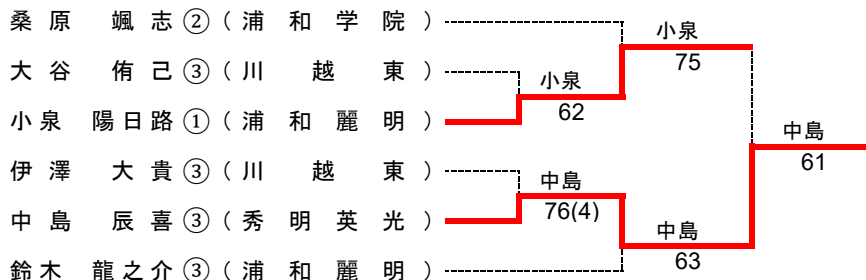 桑原 颯志②(浦和学院)
小泉
75
大谷 侑己③(川越東)
小泉
62
小泉 陽日路①(浦和麗明)
中島
61
伊澤 大貴③(川越東)
中島
76(4)
中島 辰喜③(秀明英光)
中島
63
鈴木 龍之介③(浦和麗明)